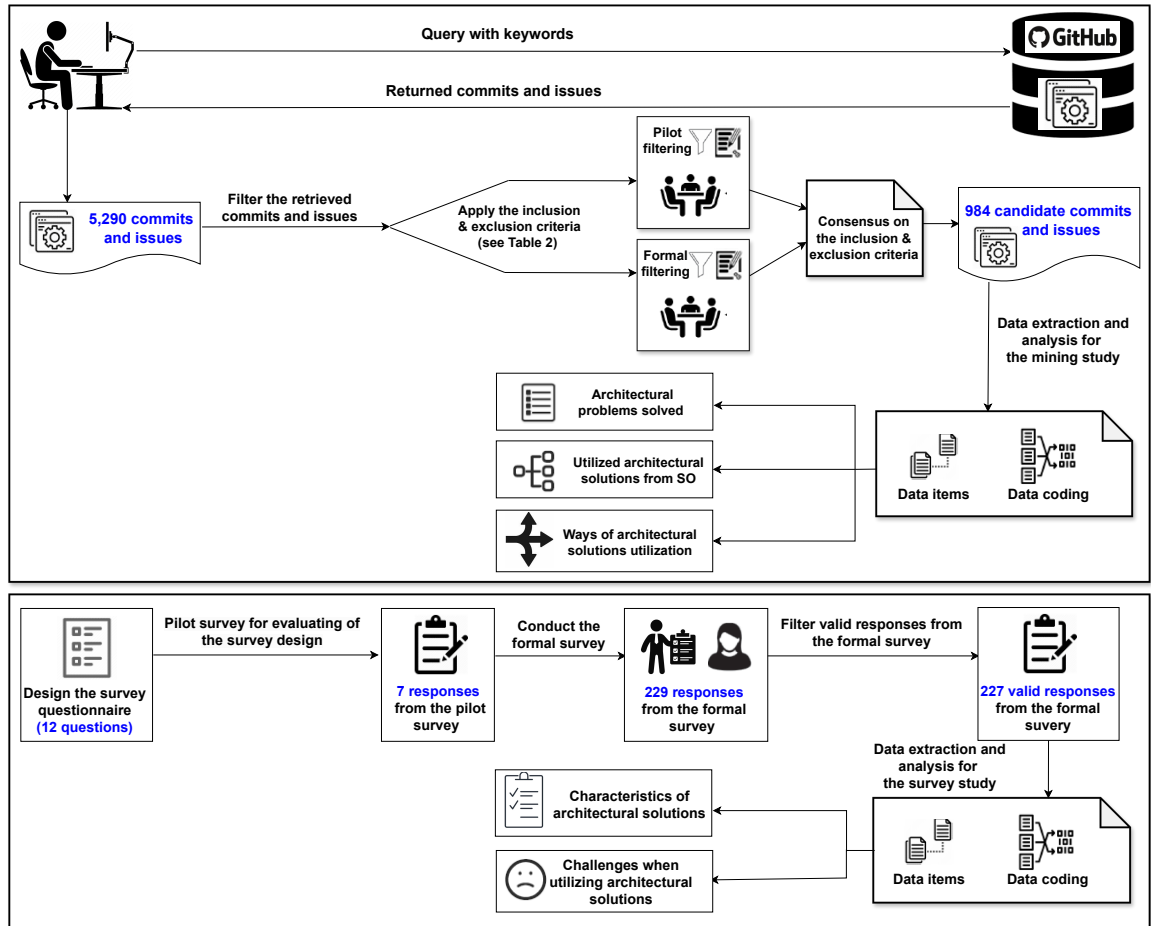 Query with keywords
GitHub
Returned commits and issues
Pilot
filtering
Filter the retrieved
commits and issues
5,290 commits
and issues
Apply the inclusion
& exclusion criteria
(see Table 2)
Consensus on
the inclusion &
exclusion criteria
984 candidate commits
and issues
Formal
filtering
Data extraction and
analysis for
the mining study
Architectural
problems solved
Utilized architectural
solutions from SO
Ways of architectural
solutions utilization
Data items
Data coding
Design the survey
questionnaire
(12 questions)
Pilot survey for evaluating of
the survey design
7 responses
from the pilot
survey
Conduct the
formal survey
229 responses
from the formal
survey
Filter valid responses from
the formal survey
227 valid responses
from the formal
suvery
Data extraction and
analysis for
the survey study
Characteristics of
architectural solutions
Challenges when
utilizing architectural
solutions
Data items
Data coding